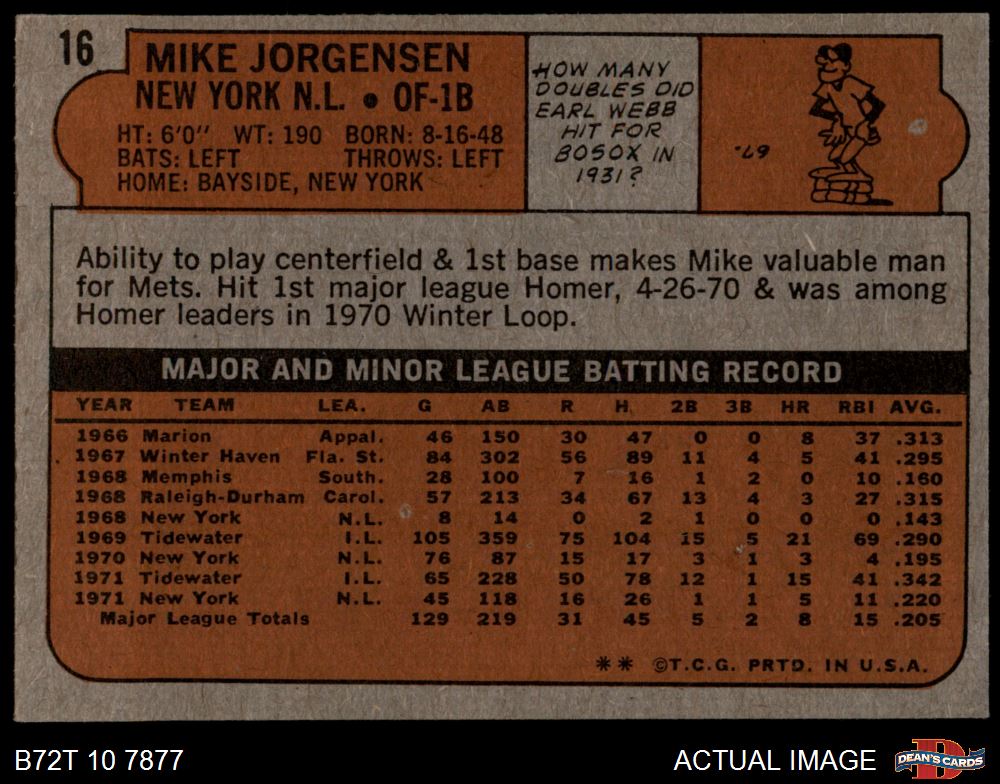 16
MIKE JORGENSEN
NEW YORK N.L. • OF-1B
HT: 6'0" WT: 190 BORN: 8-16-48
BATS: LEFT THROWS: LEFT
HOME: BAYSIDE, NEW YORK
HOW MANY
DOUBLES DID
EARL WEBB
HIT FOR
BOSOX IN
1931?
67.
Ability to play centerfield & 1st base makes Mike valuable man
for Mets. Hit 1st major league Homer, 4-26-70 & was among
Homer leaders in 1970 Winter Loop.
MAJOR AND MINOR LEAGUE BATTING RECORD
YEAR TEAM LEA. G AB R H 2B 3B HR RBI AVG.
1966 Marion Appal. 46 150 30 47 0 0 8 37 .313
1967 Winter Haven Fla. St. 84 302 56 89 11 4 5 41 .295
1968 Memphis South. 28 100 7 16 1 2 0 10 .160
1968 Raleigh-Durham Carol. 57 213 34 67 13 4 3 27 .315
1968 New York N.L. 8 14 0 2 1 0 0 0 .143
1969 Tidewater I.L. 105 359 75 104 15 5 21 69 .290
1970 New York N.L. 76 87 15 17 3 1 3 4 .195
1971 Tidewater I.L. 65 228 50 78 12 1 15 41 .342
1971 New York N.L. 45 118 16 26 1 1 5 11 .220
Major League Totals 129 219 31 45 5 2 8 15 .205
** ©T.C.G. PRTD. IN U.S.A.
B72T 10 7877
ACTUAL IMAGE
D
DEAN'S CARDS